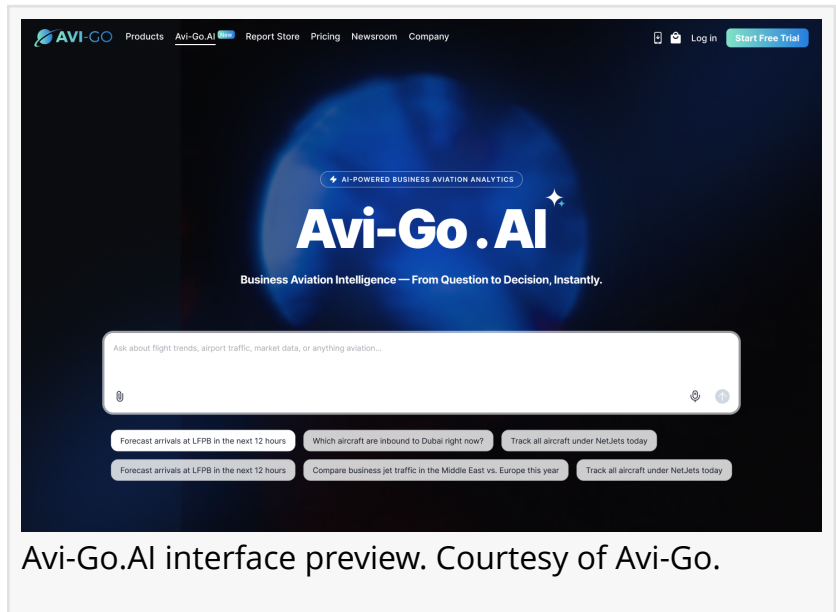 AVI-GO Products Avi-Go.AI New Report Store Pricing Newsroom Company Log in Start Free Trial
AI-POWERED BUSINESS AVIATION ANALYTICS
Avi-Go . AI
Business Aviation Intelligence — From Question to Decision, Instantly.
Ask about flight trends, airport traffic, market data, or anything aviation...
Forecast arrivals at LFPB in the next 12 hours Which aircraft are inbound to Dubai right now? Track all aircraft under NetJets today
Forecast arrivals at LFPB in the next 12 hours Compare business jet traffic in the Middle East vs. Europe this year Track all aircraft under NetJets today
Avi-Go.AI interface preview. Courtesy of Avi-Go.